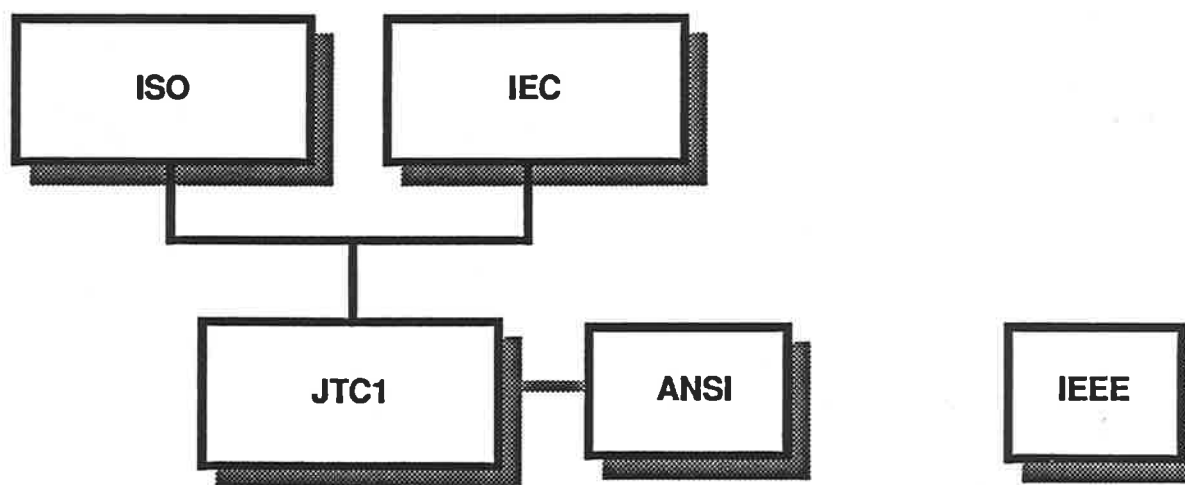 ISO
IEC
JTC1
ANSI
IEEE